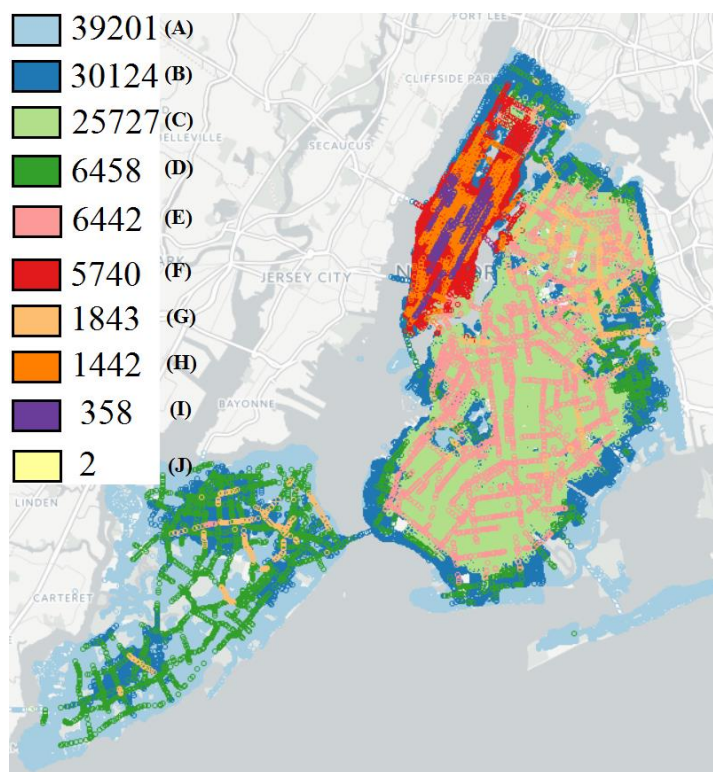 FORT LEE
39201 (A)
CLIFFSIDE PARK
30124 (B)
25727 (C)
ELLEVILLE
SECAUCUS
6458 (D)
6442 (E)
JERSEY CITY
5740 (F)
1843 (G)
1442 (H)
358 (I)
BAYONNE
2 (J)
LINDEN
CARTERET